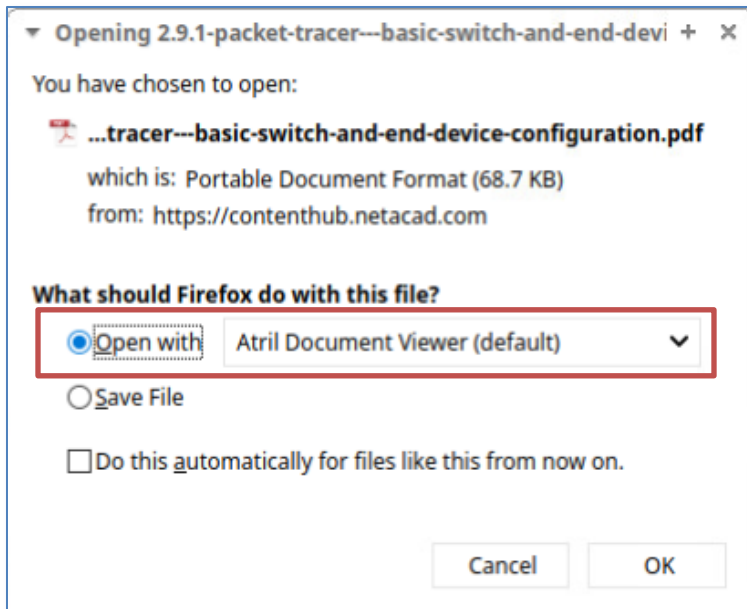 Opening 2.9.1-packet-tracer---basic-switch-and-end-devi
You have chosen to open:
...tracer---basic-switch-and-end-device-configuration.pdf
which is: Portable Document Format (68.7 KB)
from: https://contenthub.netacad.com
What should Firefox do with this file?
Open with Atril Document Viewer (default)
Save File
Do this automatically for files like this from now on.
Cancel OK